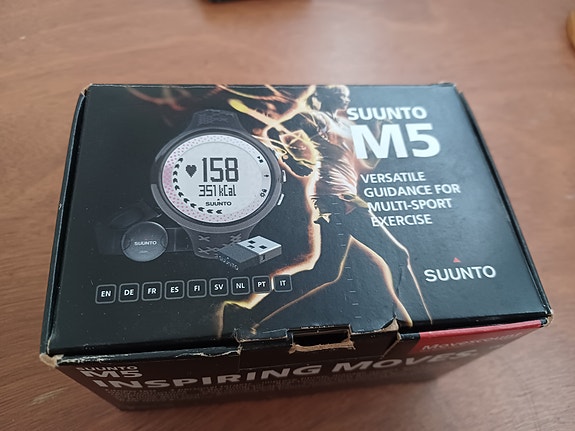 SUUNTO
M5
VERSATILE
GUIDANCE FOR
MULTI-SPORT
EXERCISE
158
351 kCal
SUUNTO
SUUNTO
SUUNTO
SUUNTO
EN DE FR ES FI SV NL PT IT
SUUNTO
M5
INSPIRING MOVES